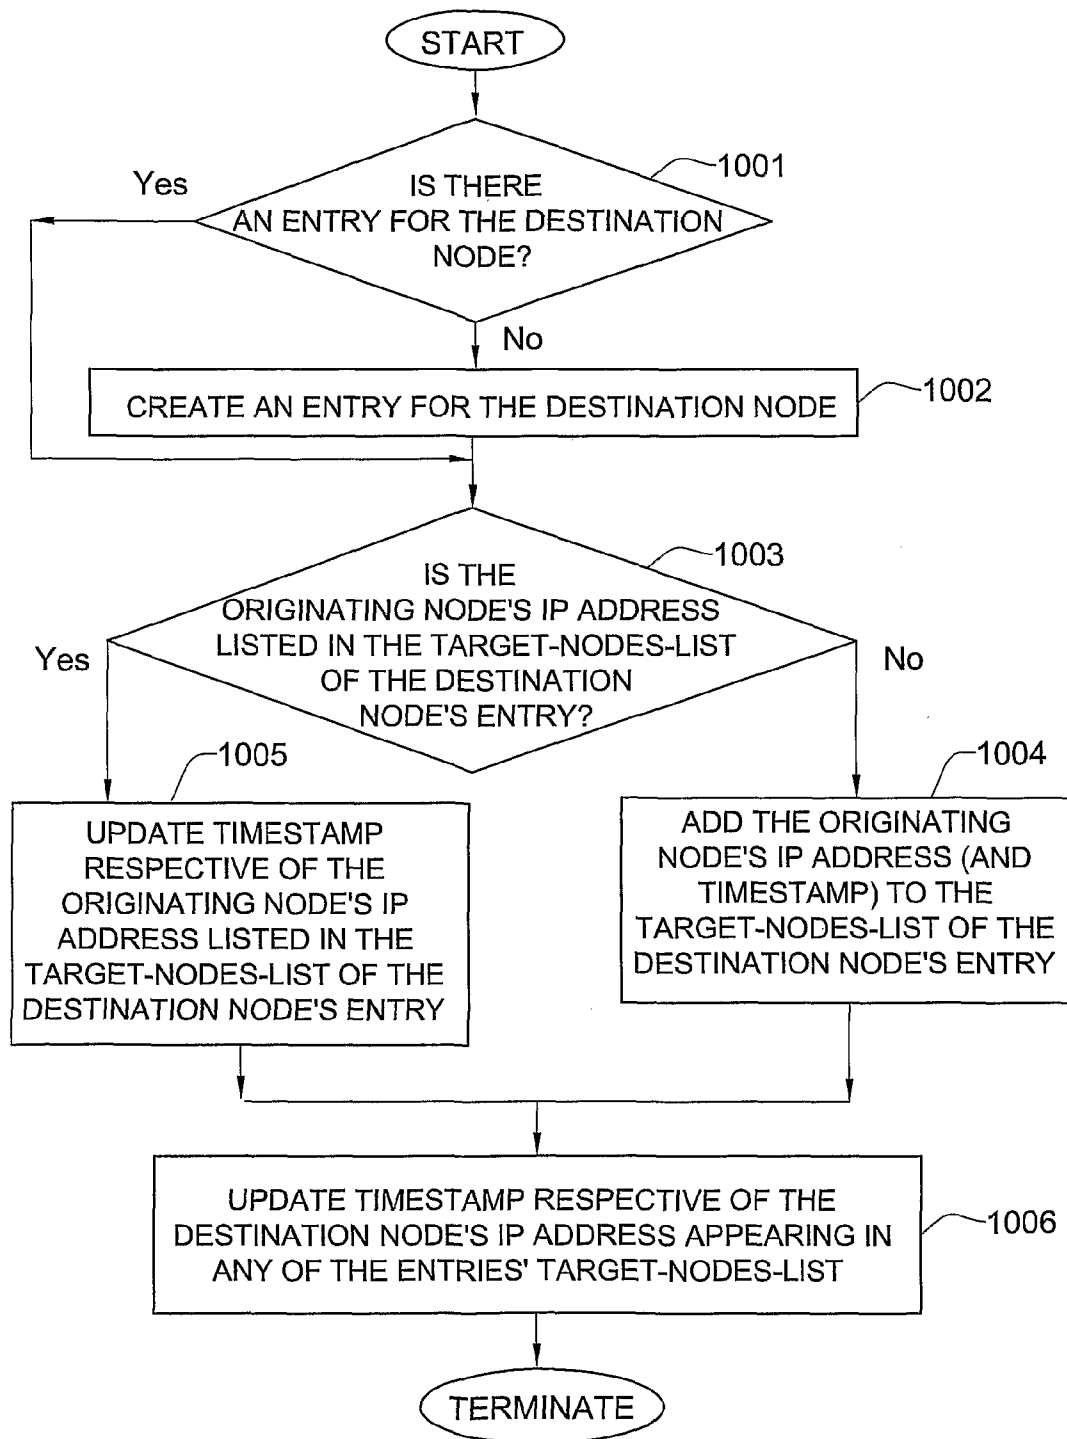 START
1001
Yes
IS THERE
AN ENTRY FOR THE DESTINATION
NODE?
No
1002
CREATE AN ENTRY FOR THE DESTINATION NODE
1003
IS THE
ORIGINATING NODE'S IP ADDRESS
LISTED IN THE TARGET-NODES-LIST
OF THE DESTINATION
NODE'S ENTRY?
Yes
No
1005
UPDATE TIMESTAMP
RESPECTIVE OF THE
ORIGINATING NODE'S IP
ADDRESS LISTED IN THE
TARGET-NODES-LIST OF THE
DESTINATION NODE'S ENTRY
1004
ADD THE ORIGINATING
NODE'S IP ADDRESS (AND
TIMESTAMP) TO THE
TARGET-NODES-LIST OF THE
DESTINATION NODE'S ENTRY
UPDATE TIMESTAMP RESPECTIVE OF THE
DESTINATION NODE'S IP ADDRESS APPEARING IN
ANY OF THE ENTRIES' TARGET-NODES-LIST
1006
TERMINATE